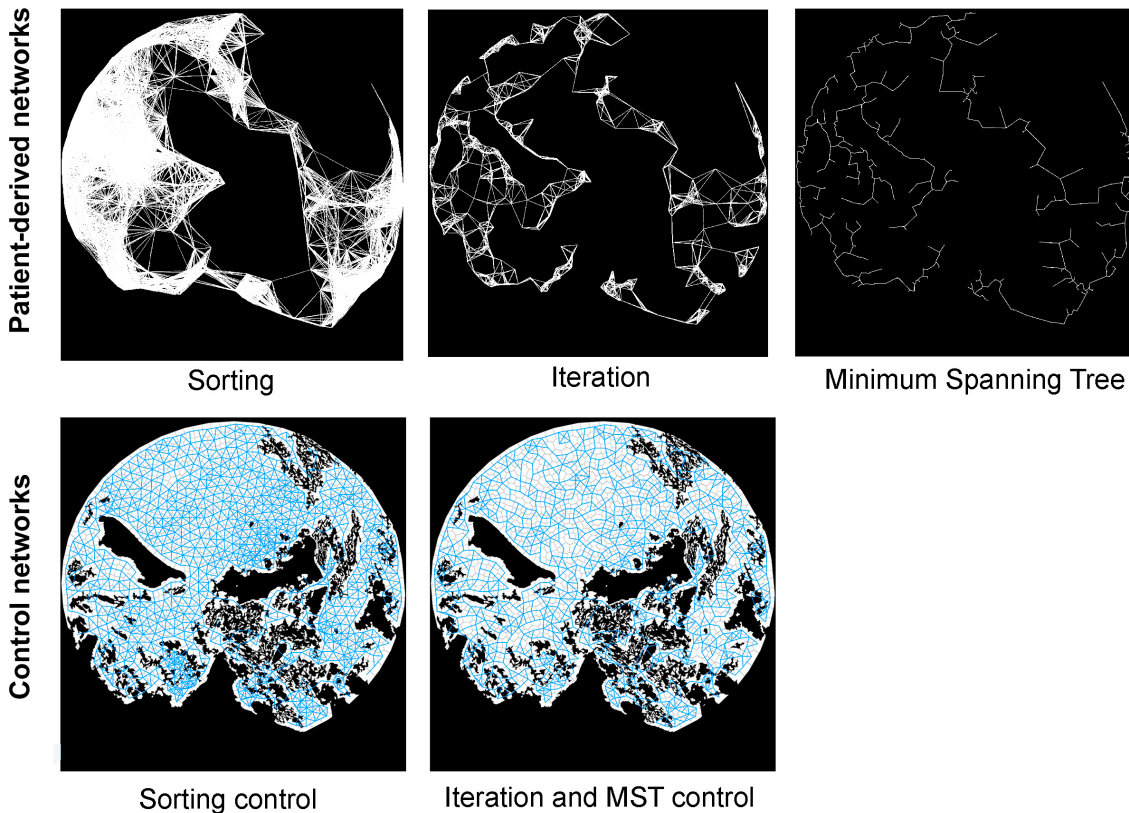 Patient-derived networks
Sorting
Iteration
Minimum Spanning Tree
Control networks
Sorting control
Iteration and MST control